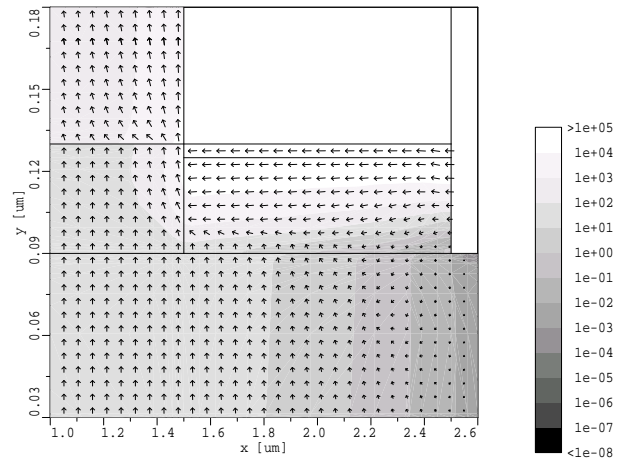 0.18
0.15
0.12
0.09
0.06
0.03
y [um]
1.0 1.2 1.4 1.6 1.8 2.0 2.2 2.4 2.6
x [um]
>1e+05
1e+04
1e+03
1e+02
1e+01
1e+00
1e-01
1e-02
1e-03
1e-04
1e-05
1e-06
1e-07
<1e-08